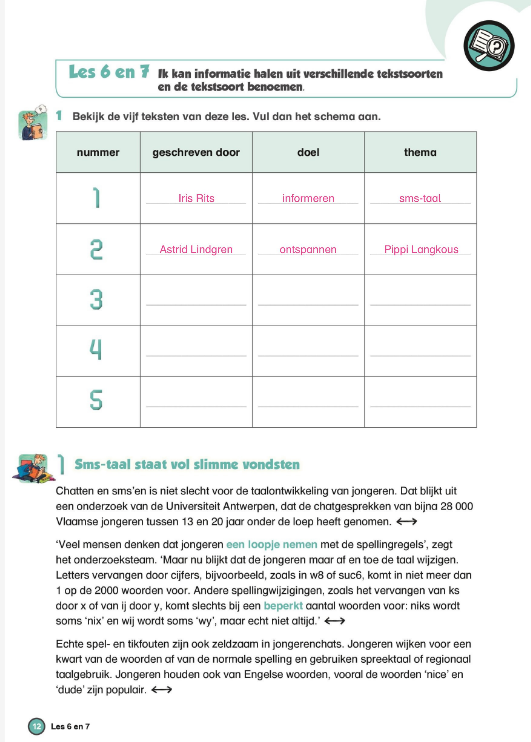 Les 6 en 7 Ik kan informatie halen uit verschillende tekstsoorten
en de tekstsoort benoemen.
1 Bekijk de vijf teksten van deze les. Vul dan het schema aan.
nummer geschreven door doel thema
1 Iris Rits informeren sms-taal
2 Astrid Lindgren ontspannen Pippi Langkous
3
4
5
1 Sms-taal staat vol slimme vondsten
Chatten en sms'en is niet slecht voor de taalontwikkeling van jongeren. Dat blijkt uit
een onderzoek van de Universiteit Antwerpen, dat de chatgesprekken van bijna 28 000
Vlaamse jongeren tussen 13 en 20 jaar onder de loep heeft genomen. ⟷
'Veel mensen denken dat jongeren een loopje nemen met de spellingregels', zegt
het onderzoeksteam. 'Maar nu blijkt dat de jongeren maar af en toe de taal wijzigen.
Letters vervangen door cijfers, bijvoorbeeld, zoals in w8 of suc6, komt in niet meer dan
1 op de 2000 woorden voor. Andere spellingwijzigingen, zoals het vervangen van ks
door x of van ij door y, komt slechts bij een beperkt aantal woorden voor: niks wordt
soms 'nix' en wij wordt soms 'wy', maar echt niet altijd.' ⟷
Echte spel- en tikfouten zijn ook zeldzaam in jongerenchats. Jongeren wijken voor een
kwart van de woorden af van de normale spelling en gebruiken spreektaal of regionaal
taalgebruik. Jongeren houden ook van Engelse woorden, vooral de woorden 'nice' en
'dude' zijn populair. ⟷
12 Les 6 en 7